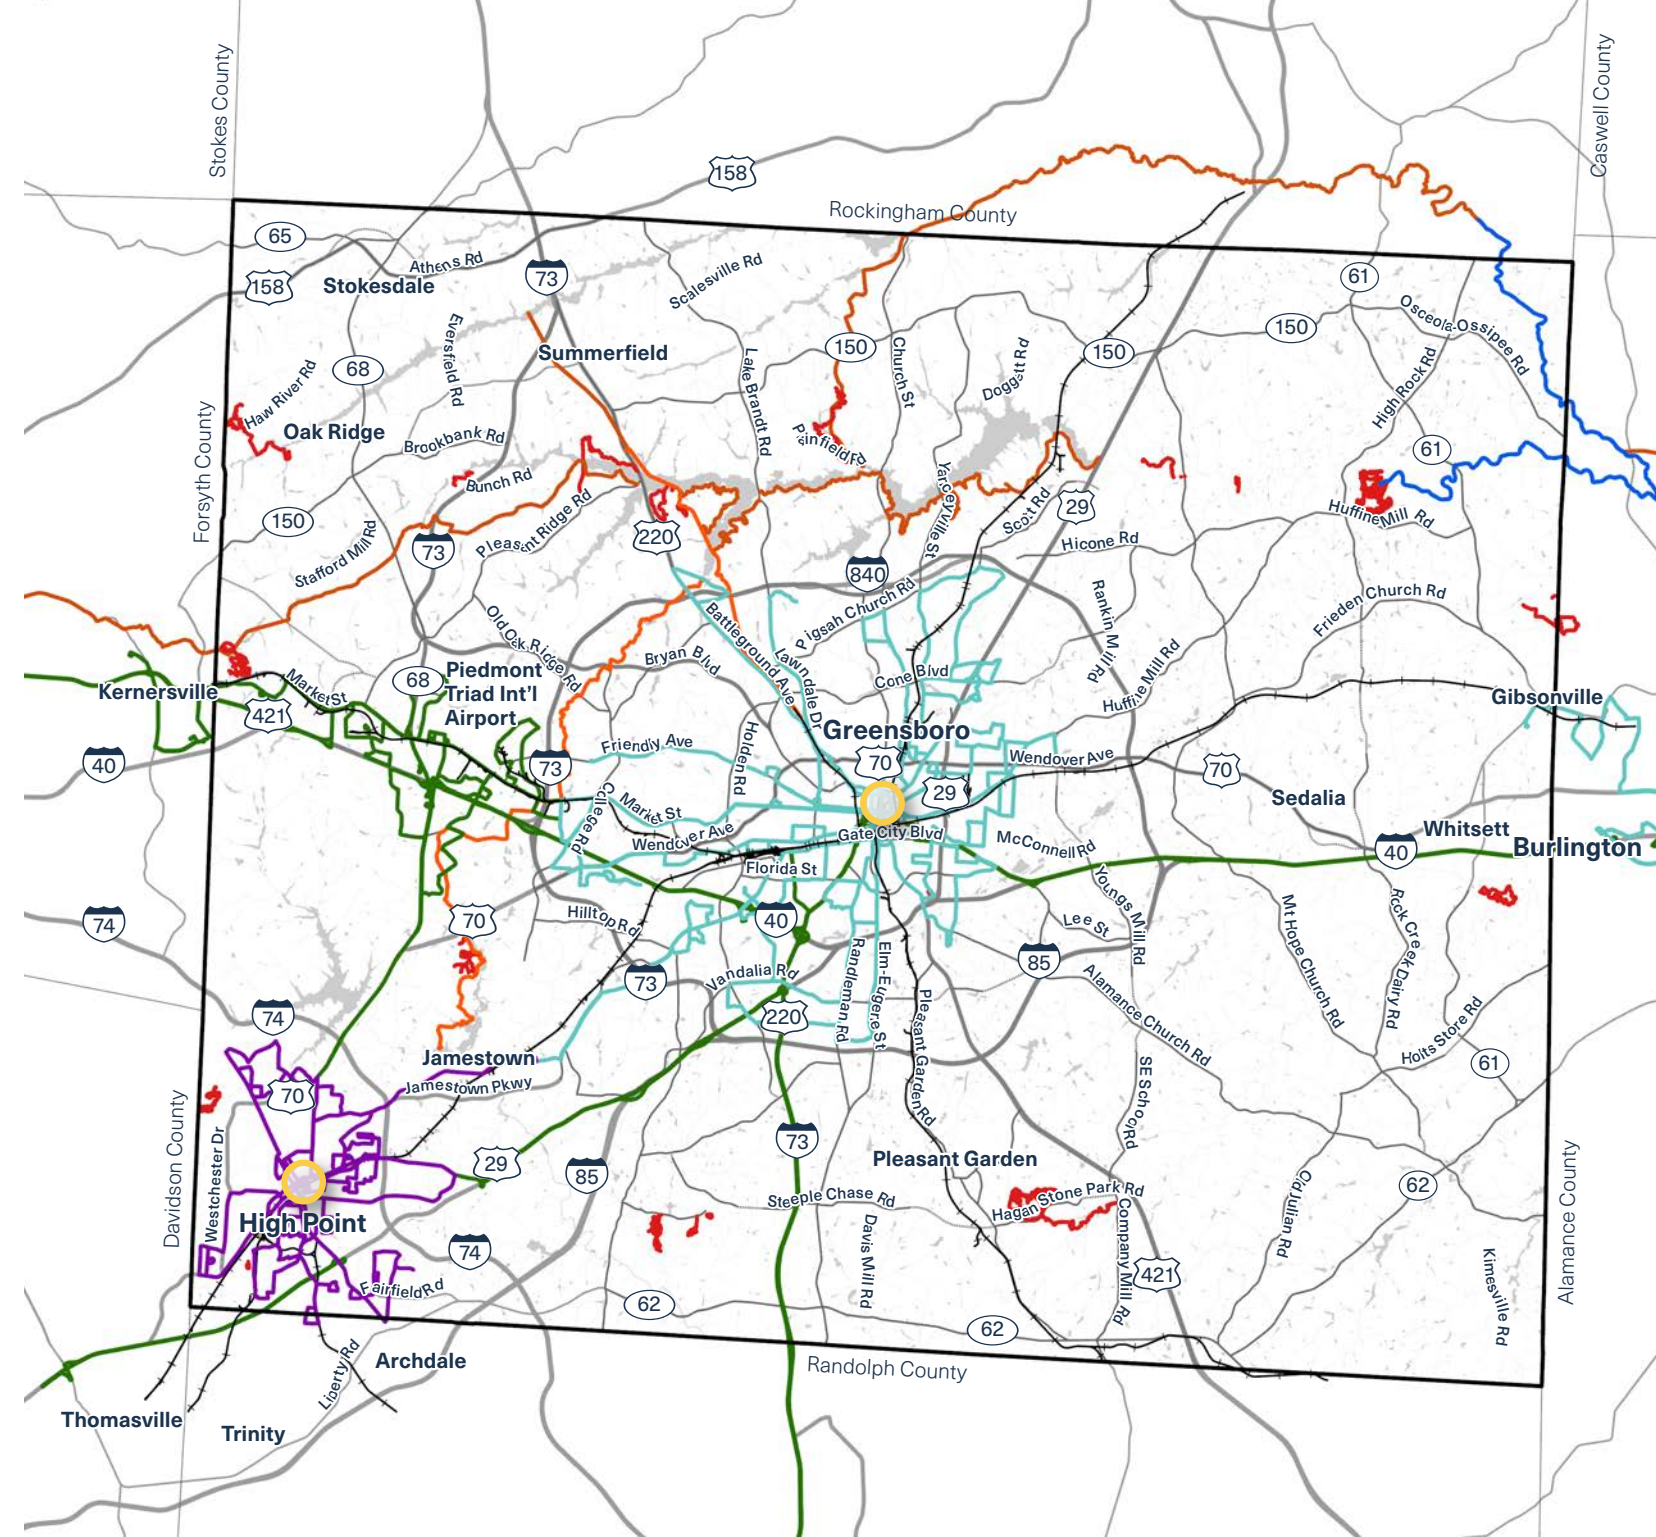 Stokes County
Caswell County
158
Rockingham County
65
Athens Rd
158
Stokesdale
73
Scalesville Rd
61
Osceola-Ossipee Rd
150
Eversfield Rd
Summerfield
150
Church St
Doggett Rd
150
68
Lake Brandt Rd
High Rock Rd
Haw River Rd
Oak Ridge
Brookbank Rd
Pinfield Rd
61
Forsyth County
Bunch Rd
Yanceyville St
Scott Rd
29
Huffine Mill Rd
150
Stafford Mill Rd
73
Pleasant Ridge Rd
220
Hicone Rd
840
Pigsah Church Rd
Rankin Mill Rd
Frieden Church Rd
Old Oak Ridge Rd
Battleground Ave
Lawndale Dr
Bryan Blvd
Cone Blvd
Huffine Mill Rd
Kernersville
Market St
68
Piedmont
Triad Int'l
Airport
Gibsonville
421
Greensboro
Friendly Ave
Holden Rd
Wendover Ave
40
73
70
70
29
Sedalia
College Rd
Market St
Wendover Ave
Gate City Blvd
McConnell Rd
Whitsett
40
Burlington
Florida St
74
70
Hilltop Rd
40
Youngs Mill Rd
Lee St
Mt Hope Church Rd
Rock Creek Dairy Rd
85
73
Vandalia Rd
Randleman Rd
Elm-Eugene St
Alamance Church Rd
74
220
Pleasant Garden Rd
Hoits Store Rd
Jamestown
Jamestown Pkwy
61
70
SE School Rd
Davidson County
Westchester Dr
73
29
85
Pleasant Garden
Alamance County
Steeple Chase Rd
Hagan Stone Park Rd
62
High Point
Old Julian Rd
Davis Mill Rd
Company Mill Rd
74
421
Kimesville Rd
Fairfield Rd
62
62
Liberty Rd
Archdale
Randolph County
Thomasville
Trinity